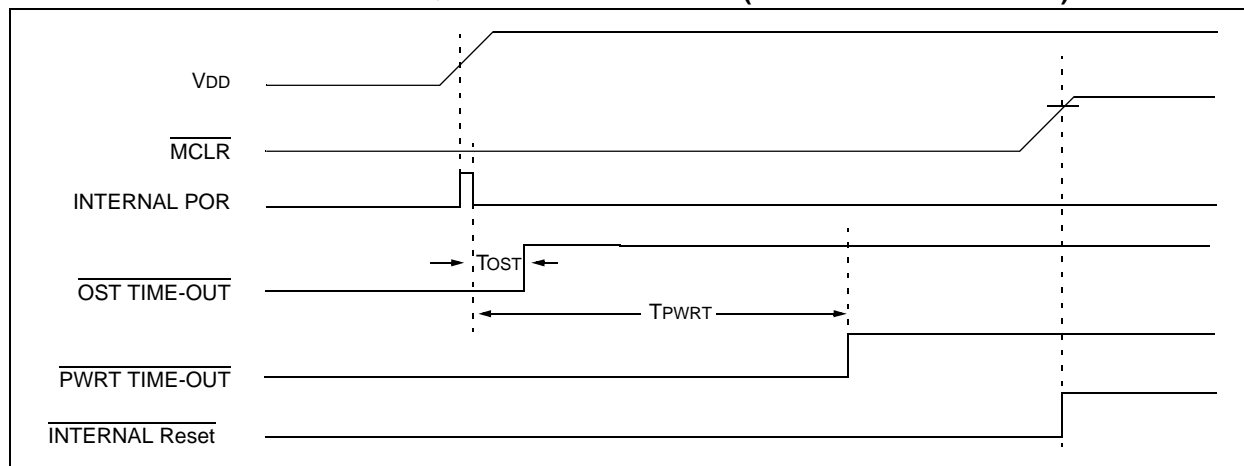 VDD
MCLR
INTERNAL POR
TOST
OST TIME-OUT
TPWRT
PWRT TIME-OUT
INTERNAL Reset